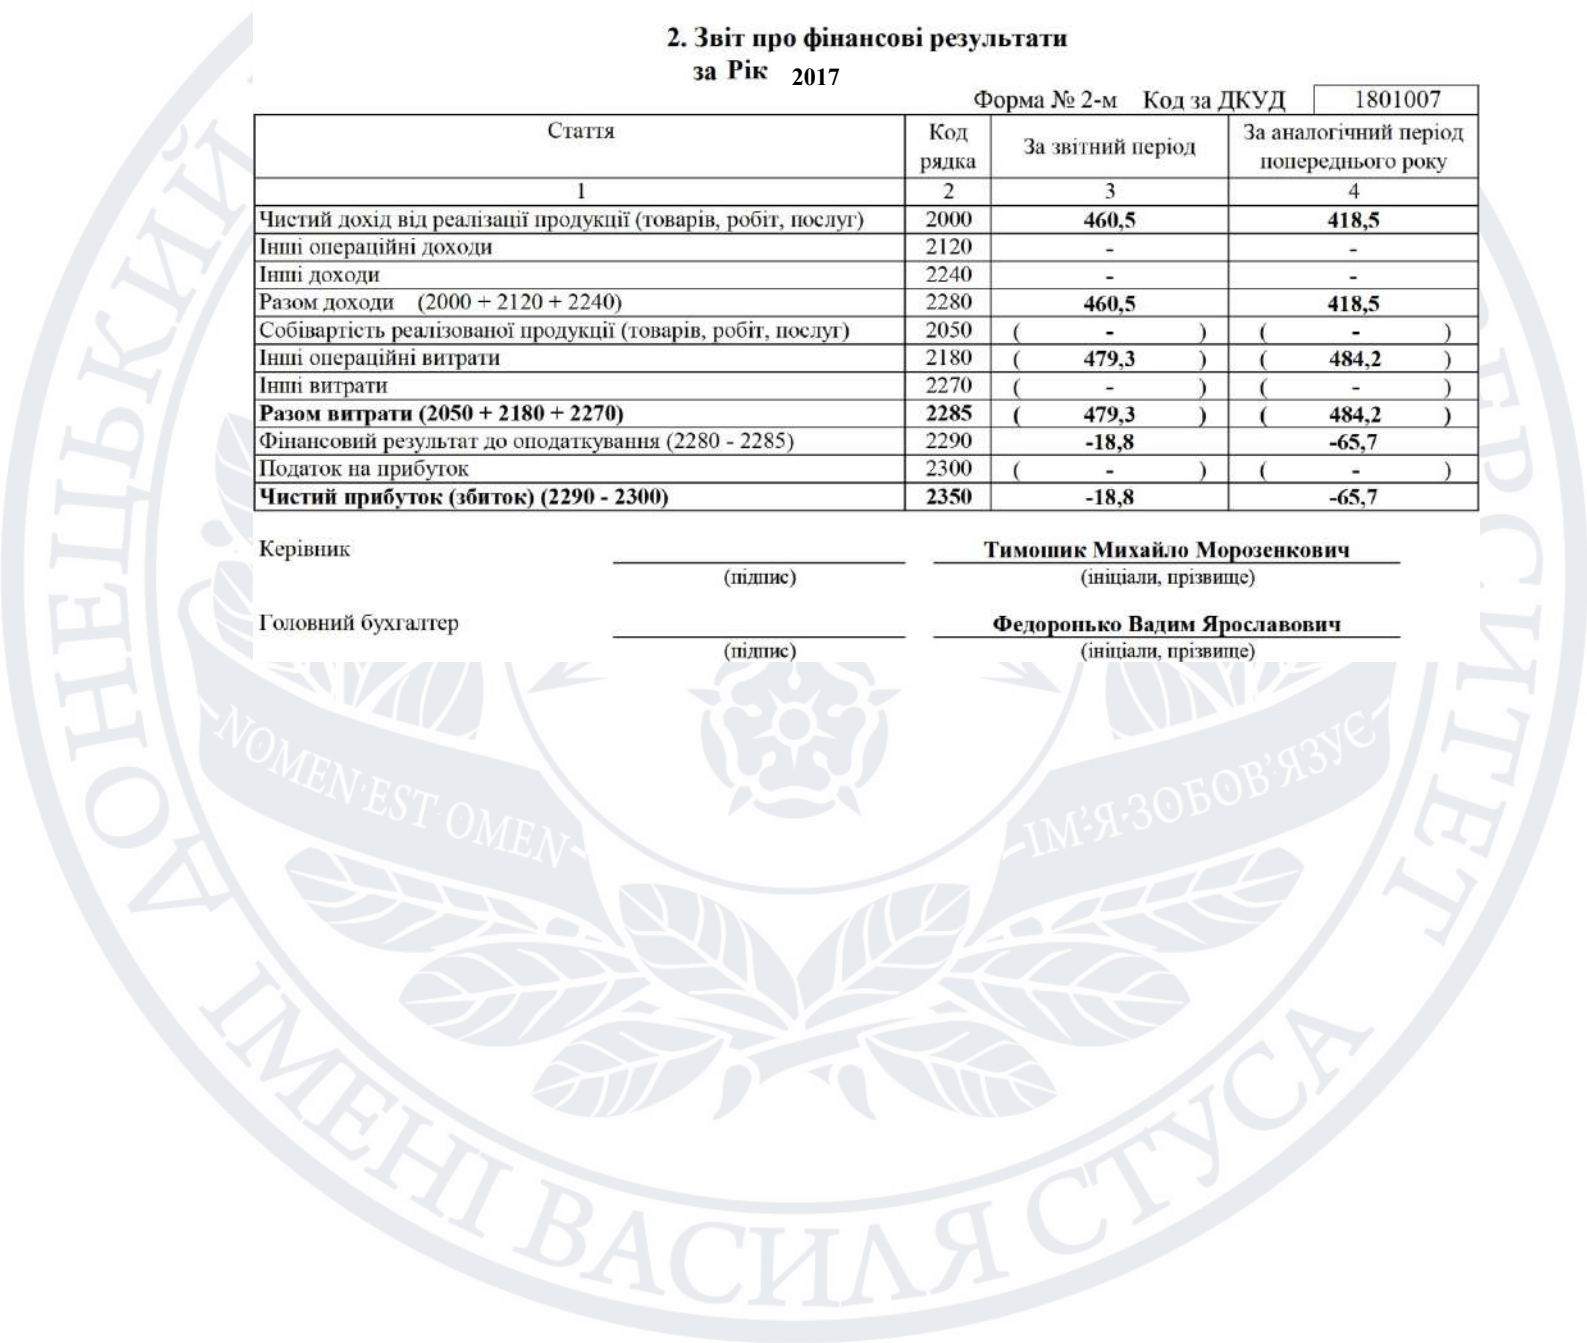 2. Звіт про фінансові результати
за Рік 2017
Форма № 2-м Код за ДКУД 1801007
Стаття Код рядка За звітний період За аналогічний період попереднього року
1 2 3 4
Чистий дохід від реалізації продукції (товарів, робіт, послуг) 2000 460,5 418,5
Інші операційні доходи 2120 - -
Інші доходи 2240 - -
Разом доходи (2000 + 2120 + 2240) 2280 460,5 418,5
Собівартість реалізованої продукції (товарів, робіт, послуг) 2050 ( - ) ( - )
Інші операційні витрати 2180 ( 479,3 ) ( 484,2 )
Інші витрати 2270 ( - ) ( - )
Разом витрати (2050 + 2180 + 2270) 2285 ( 479,3 ) ( 484,2 )
Фінансовий результат до оподаткування (2280 - 2285) 2290 -18,8 -65,7
Податок на прибуток 2300 ( - ) ( - )
Чистий прибуток (збиток) (2290 - 2300) 2350 -18,8 -65,7
Керівник Тимошик Михайло Морозенкович
(підпис) (ініціали, прізвище)
Головний бухгалтер Федоронько Вадим Ярославович
(підпис) (ініціали, прізвище)
NOMEN EST OMEN
ІМ'Я ЗОБОВ'ЯЗУЄ
ДОНЕЦЬКИЙ
ІМЕНІ ВАСИЛЯ СТУСА